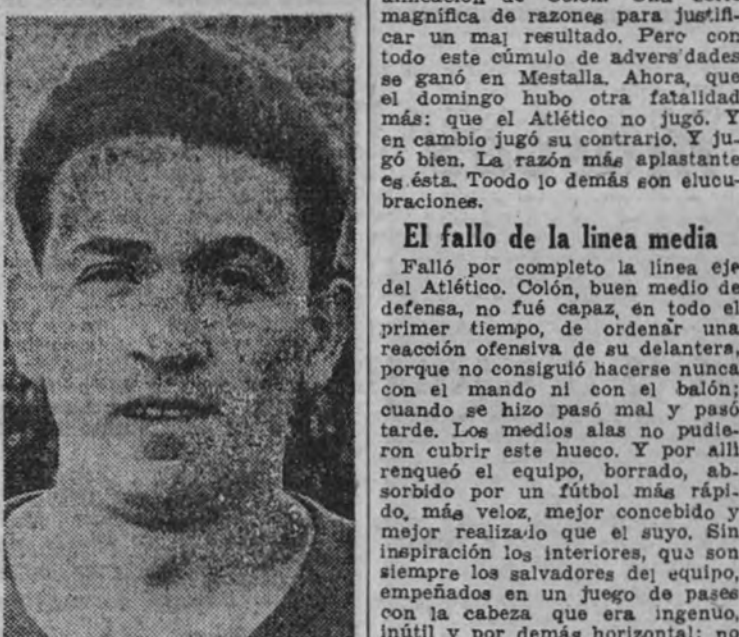 magnífica de razones para justifi-
car un mal resultado. Pero con
todo este cúmulo de advers'dades
se ganó en Mestalla. Ahora, que
el domingo hubo otra fatalidad
más: que el Atlético no jugó. Y
en cambio jugó su contrario. Y ju-
gó bien. La razón más aplastante
es ésta. Toodo lo demás son elucu-
braciones.
El fallo de la linea media
Falló por completo la línea eje
del Atlético. Colón, buen medio de
defensa, no fué capaz, en todo el
primer tiempo, de ordenar una
reacción ofensiva de su delantera,
porque no consiguió hacerse nunca
con el mando ni con el balón;
cuando se hizo pasó mal y pasó
tarde. Los medios alas no pudie-
ron cubrir este hueco. Y por allí
renqueó el equipo, borrado, ab-
sorbido por un fútbol más rápi-
do, más veloz, mejor concebido y
mejor realizado que el suyo. Sin
inspiración los interiores, que son
siempre los salvadores del equipo,
empeñados en un juego de pases
con la cabeza que era ingenuo,
inútil y por demás horizontal; no